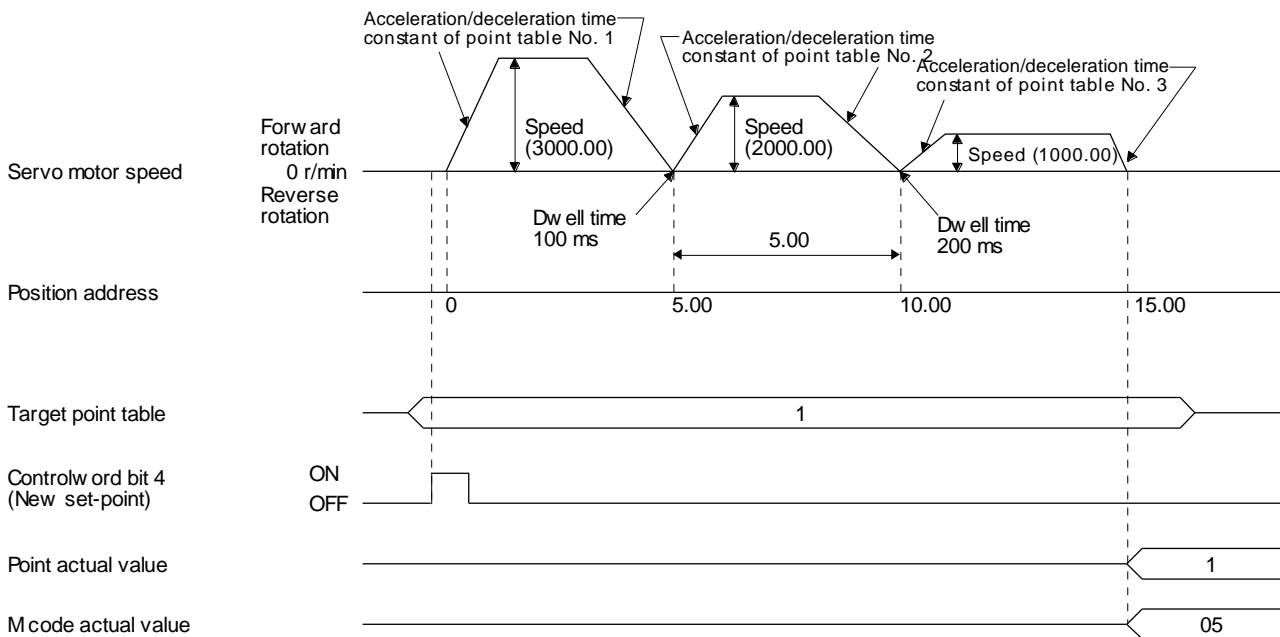 Acceleration/deceleration time
constant of point table No. 1
Acceleration/deceleration time
constant of point table No. 2
Acceleration/deceleration time
constant of point table No. 3
Forward
rotation
Servo motor speed
0 r/min
Reverse
rotation
Speed
(3000.00)
Speed
(2000.00)
Speed (1000.00)
Dwell time
100 ms
5.00
Dwell time
200 ms
Position address
0
5.00
10.00
15.00
Target point table
1
Controlword bit 4
(New set-point)
ON
OFF
Point actual value
1
M code actual value
05